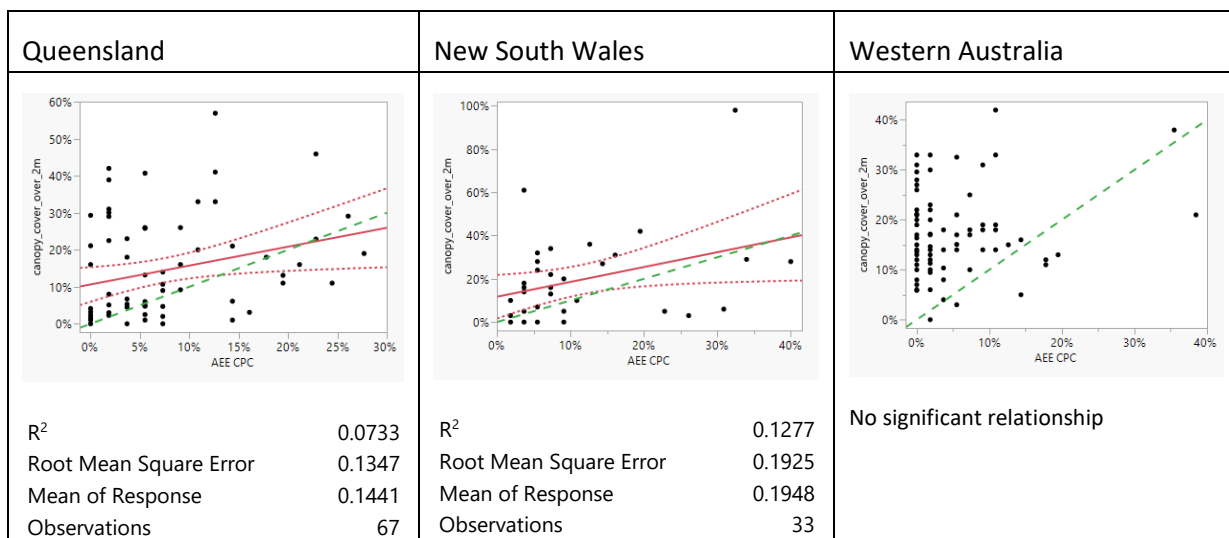 Queensland
New South Wales
Western Australia
canopy_cover_over_2m
60%
50%
40%
30%
20%
10%
0%
0%
5%
10%
15%
20%
25%
30%
AEE CPC
R2 0.0733
Root Mean Square Error 0.1347
Mean of Response 0.1441
Observations 67
canopy_cover_over_2m
100%
80%
60%
40%
20%
0%
0%
10%
20%
30%
40%
AEE CPC
R2 0.1277
Root Mean Square Error 0.1925
Mean of Response 0.1948
Observations 33
canopy_cover_over_2m
40%
30%
20%
10%
0%
0%
10%
20%
30%
40%
AEE CPC
No significant relationship